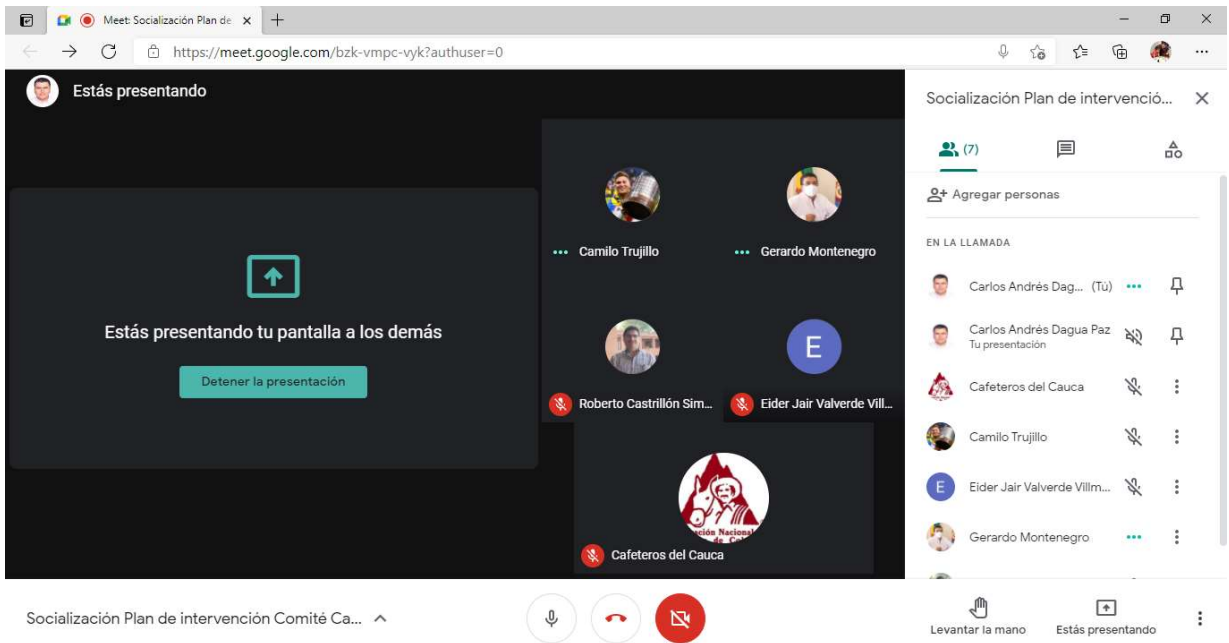 Meet: Socialización Plan de
https://meet.google.com/bzk-vmpc-vyk?authuser=0
Estás presentando
Estás presentando tu pantalla a los demás
Detener la presentación
Camilo Trujillo
Gerardo Montenegro
Roberto Castrillón Sim...
E
Eider Jair Valverde Vill...
ción Nacional
de Col
Cafeteros del Cauca
Socialización Plan de intervenció...
(7)
Agregar personas
EN LA LLAMADA
Carlos Andrés Dag... (Tú)
Carlos Andrés Dagua Paz
Tu presentación
Cafeteros del Cauca
Camilo Trujillo
E
Eider Jair Valverde Villm...
Gerardo Montenegro
Socialización Plan de intervención Comité Ca...
Levantar la mano
Estás presentando